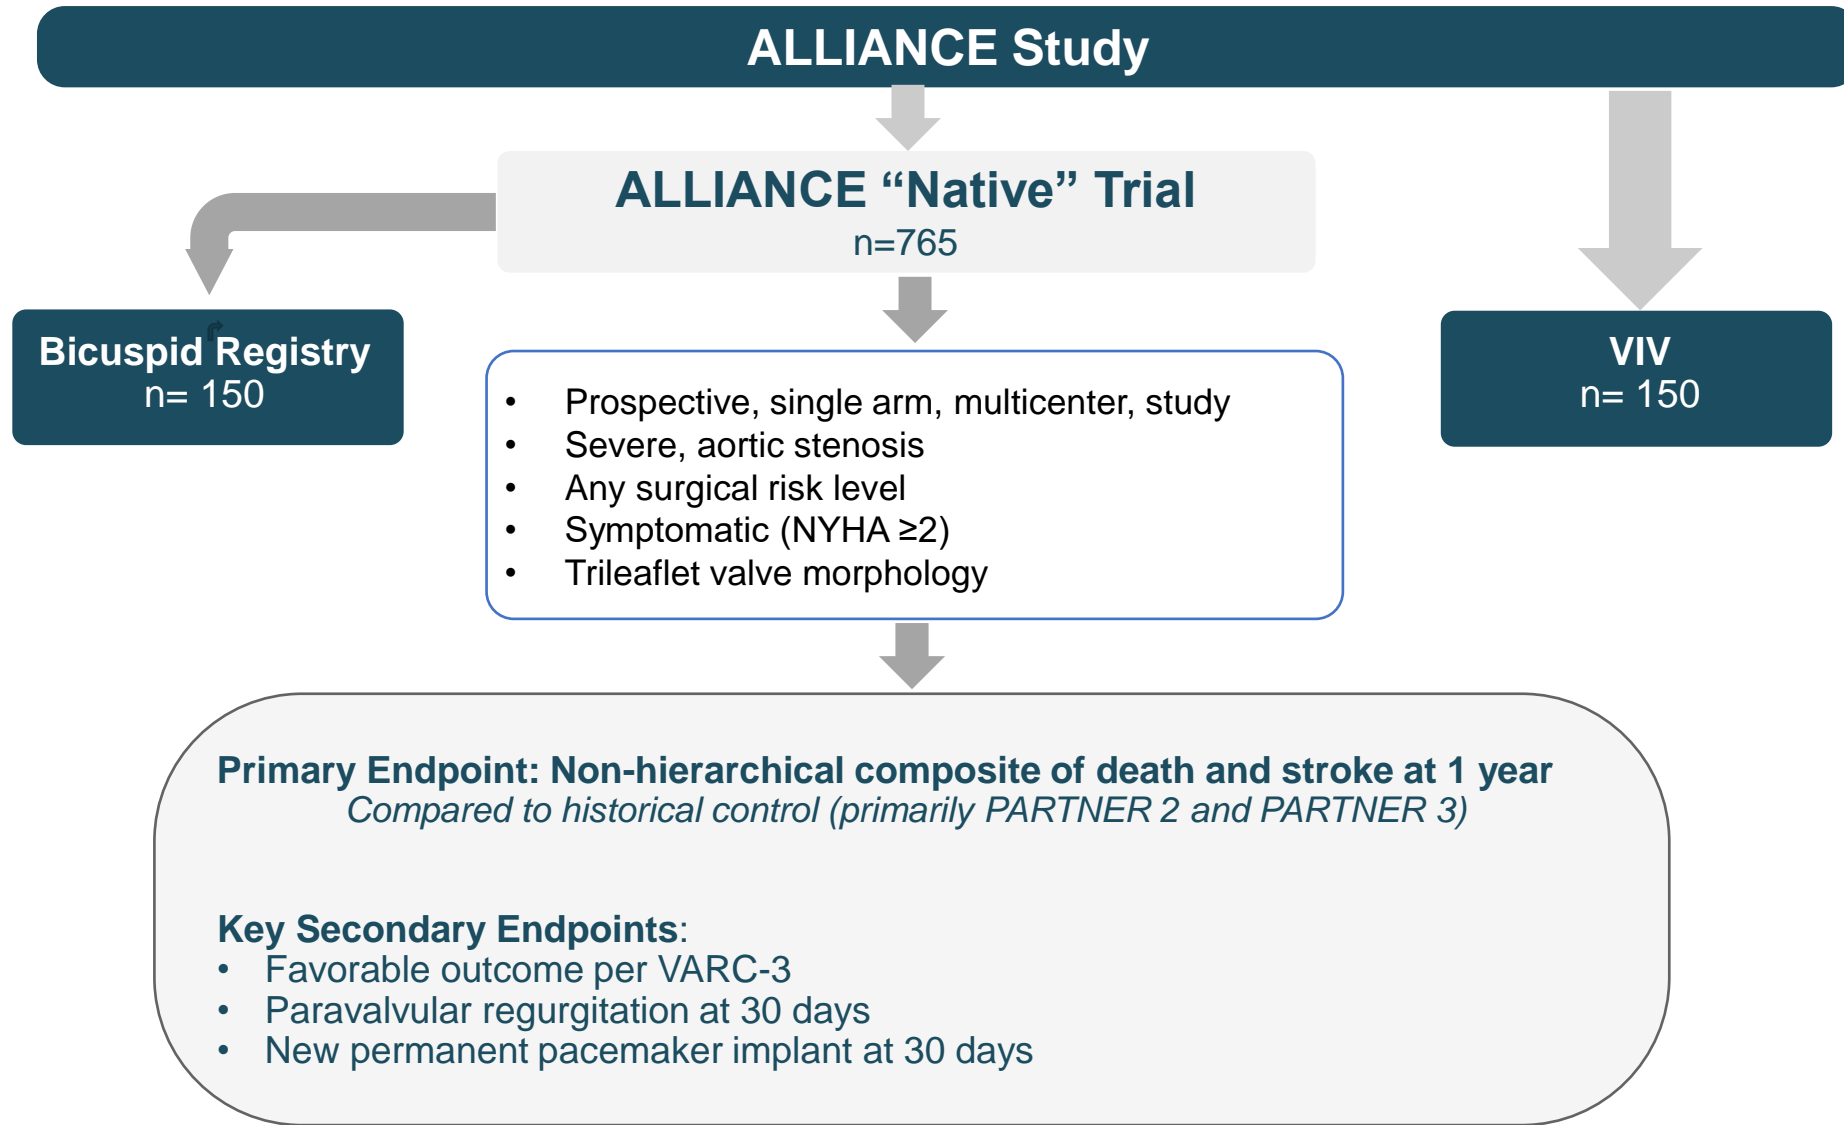 ALLIANCE Study
ALLIANCE “Native” Trial
n=765
Bicuspid Registry
n= 150
VIV
n= 150
• Prospective, single arm, multicenter, study
• Severe, aortic stenosis
• Any surgical risk level
• Symptomatic (NYHA ≥2)
• Trileaflet valve morphology
Primary Endpoint: Non-hierarchical composite of death and stroke at 1 year
Compared to historical control (primarily PARTNER 2 and PARTNER 3)
Key Secondary Endpoints:
• Favorable outcome per VARC-3
• Paravalvular regurgitation at 30 days
• New permanent pacemaker implant at 30 days